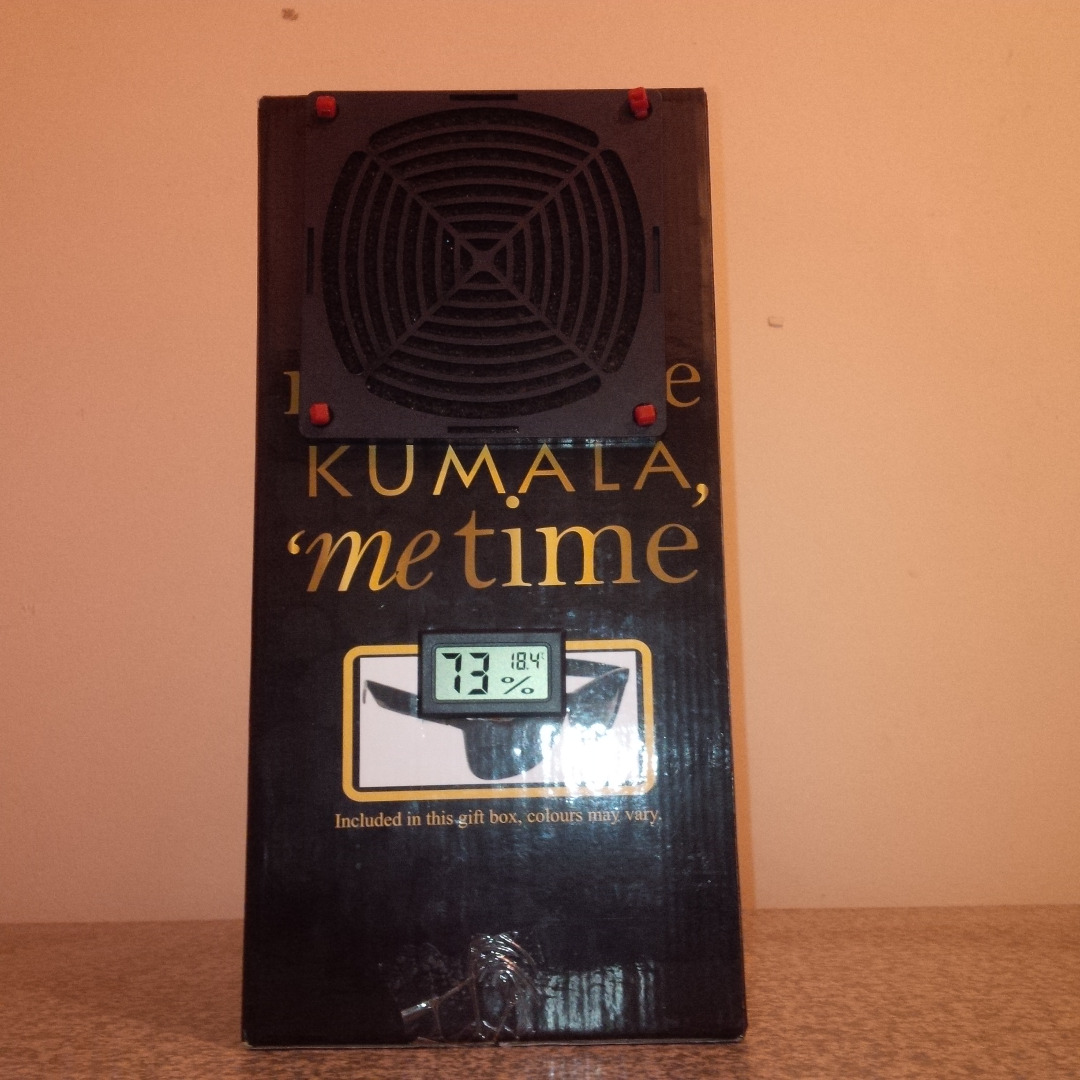 KUMALA,
‘me time
73 % 18.4
Included in this gift box, colours may vary.